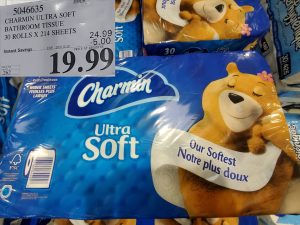 5046635
CHARMIN ULTRA SOFT
BATHROOM TISSUE
30 ROLLS X 214 SHEETS
24.99
Instant Savings
5.00
19.99
30
Charmin
Ultra
Soft
Our Softest
Notre plus doux